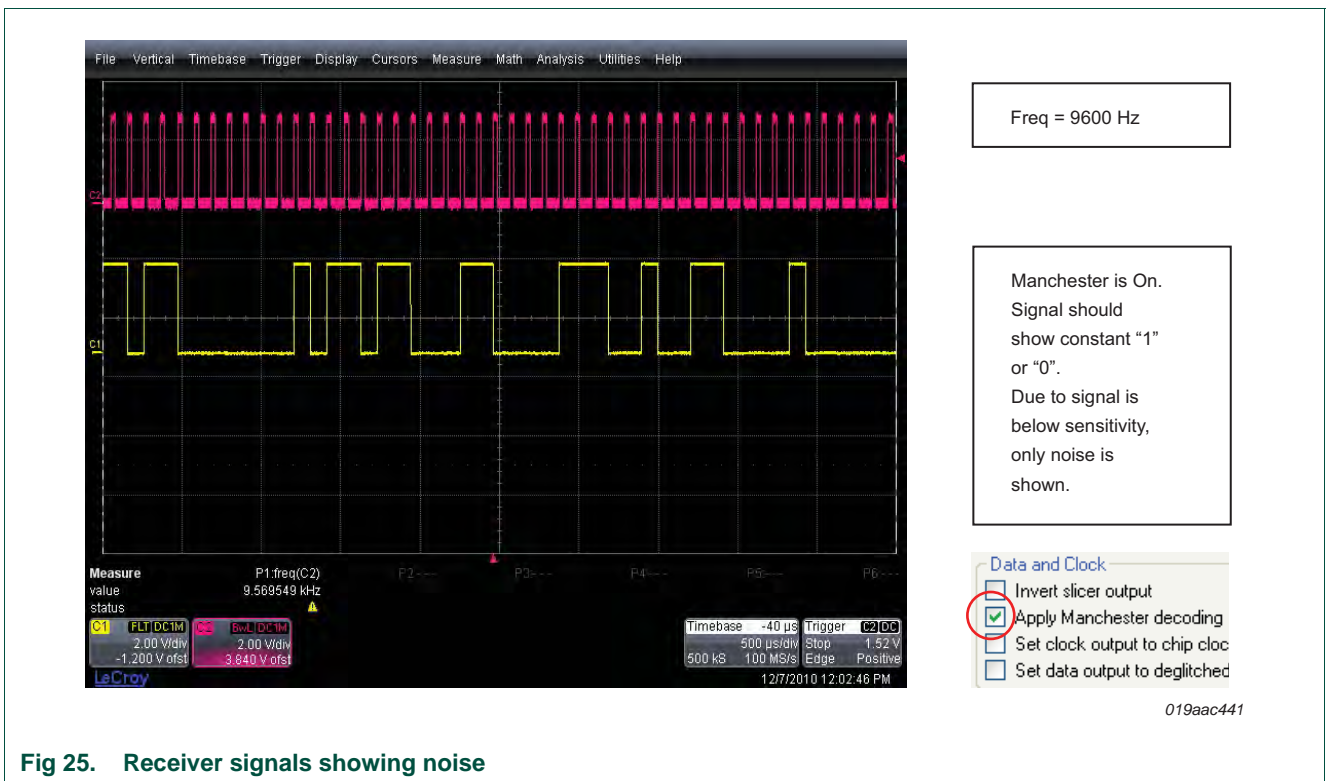 File Vertical Timebase Trigger Display Cursors Measure Math Analysis Utilities Help
C2
C1
Measure P1:freq(C2) P2:--- P3:--- P4:--- P5:--- P6:---
value 9.569549 kHz
status
C1 FLT DC1M
2.00 V/div
-1.200 V ofst
C2 BwL DC1M
2.00 V/div
3.840 V ofst
Timebase -40 µs
500 µs/div
500 kS 100 MS/s
Trigger C2 DC
Stop 1.52 V
Edge Positive
LeCroy
12/7/2010 12:02:46 PM
Freq = 9600 Hz
Manchester is On.
Signal should
show constant “1”
or “0”.
Due to signal is
below sensitivity,
only noise is
shown.
Data and Clock
Invert slicer output
Apply Manchester decoding
Set clock output to chip cloc
Set data output to deglitched
019aac441
Fig 25. Receiver signals showing noise